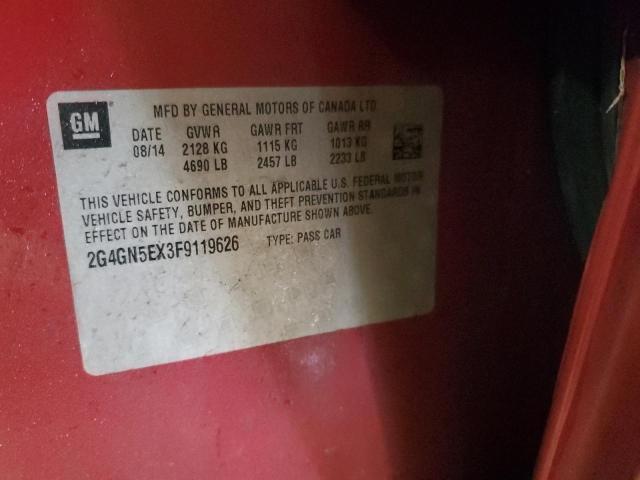 GM
MFD BY GENERAL MOTORS OF CANADA LTD
DATE GVWR GAWR FRT GAWR RR
08/14 2128 KG 1115 KG 1013 KG
4690 LB 2457 LB 2233 LB
THIS VEHICLE CONFORMS TO ALL APPLICABLE U.S. FEDERAL MOTOR
VEHICLE SAFETY, BUMPER, AND THEFT PREVENTION STANDARDS IN
EFFECT ON THE DATE OF MANUFACTURE SHOWN ABOVE.
2G4GN5EX3F9119626 TYPE: PASS CAR